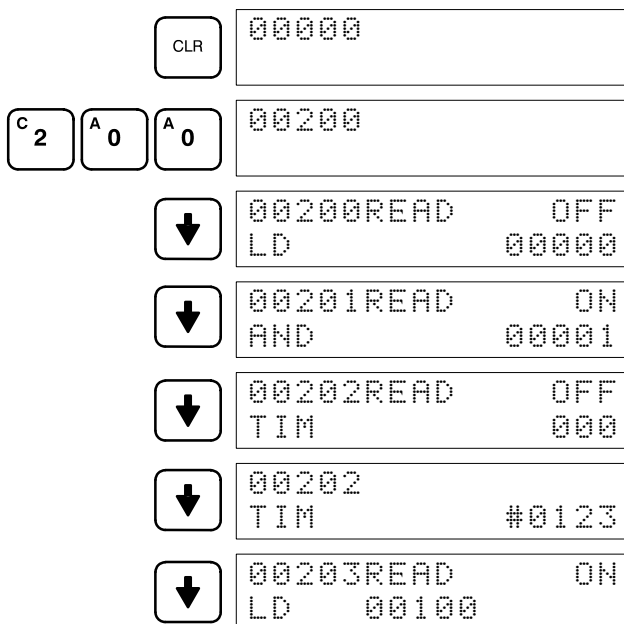 CLR
00000
C 2 A 0 A 0
00200
00200READ OFF
LD 00000
00201READ ON
AND 00001
00202READ OFF
TIM 000
00202
TIM #0123
00203READ ON
LD 00100